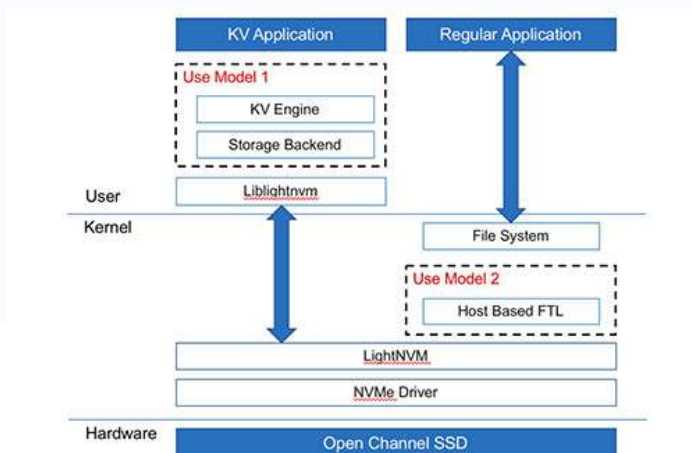 KV Application
Regular Application
Use Model 1
KV Engine
Storage Backend
Liblightnvm
User
Kernel
File System
Use Model 2
Host Based FTL
LightNVM
NVMe Driver
Hardware
Open Channel SSD